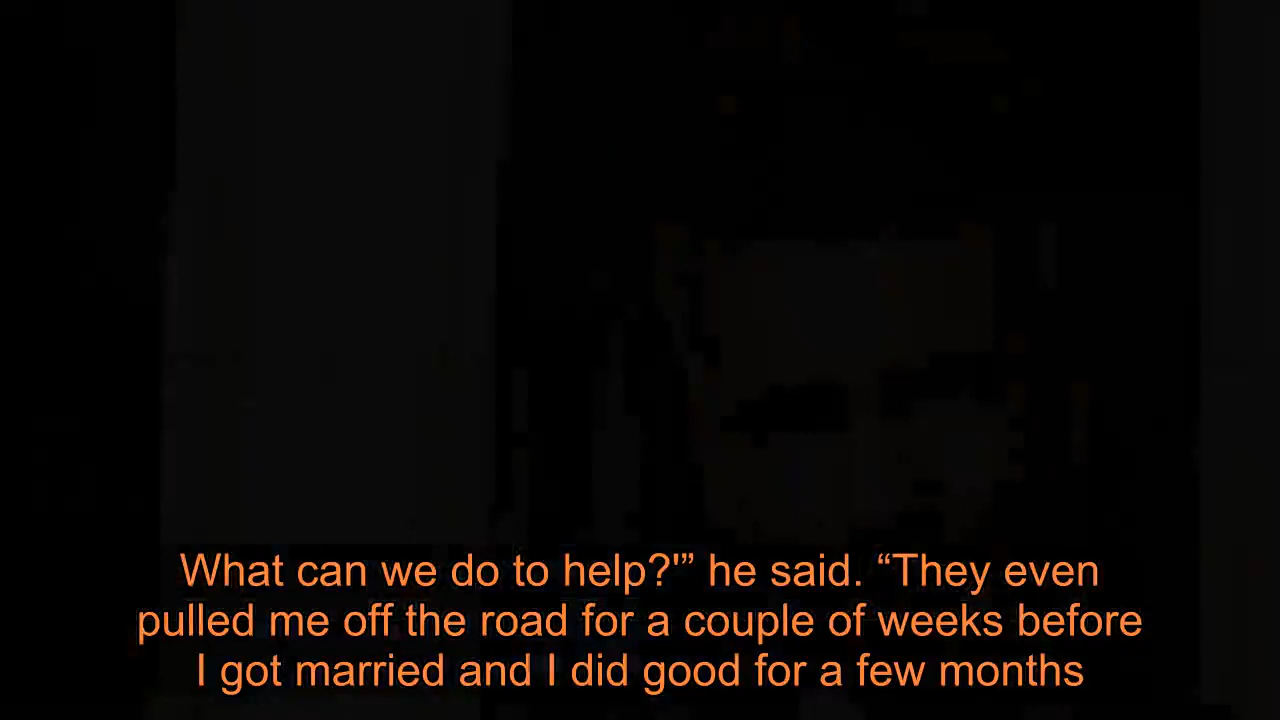 What can we do to help?'” he said. “They even
pulled me off the road for a couple of weeks before
I got married and I did good for a few months